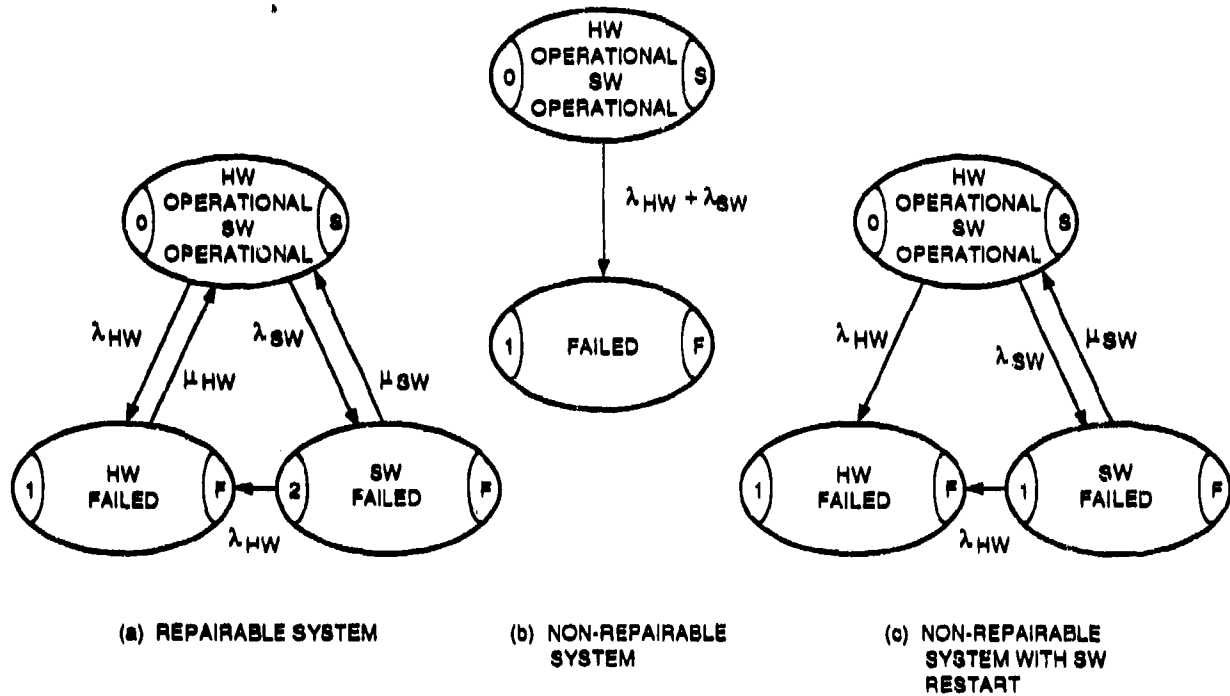 HW
OPERATIONAL
SW
OPERATIONAL
0
S
λHW
μHW
λSW
μSW
HW
FAILED
1
F
SW
FAILED
2
F
λHW
(a) REPAIRABLE SYSTEM
HW
OPERATIONAL
SW
OPERATIONAL
0
S
λHW + λSW
FAILED
1
F
(b) NON-REPAIRABLE
SYSTEM
HW
OPERATIONAL
SW
OPERATIONAL
0
S
λHW
λSW
μSW
HW
FAILED
1
F
SW
FAILED
1
F
λHW
(c) NON-REPAIRABLE
SYSTEM WITH SW
RESTART